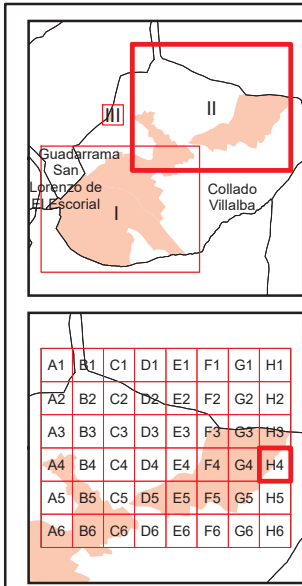 II
III
Guadarrama
San
Lorenzo de
El Escorial
Collado
Villalba
I
A1 B1 C1 D1 E1 F1 G1 H1
A2 B2 C2 D2 E2 F2 G2 H2
A3 B3 C3 D3 E3 F3 G3 H3
A4 B4 C4 D4 E4 F4 G4 H4
A5 B5 C5 D5 E5 F5 G5 H5
A6 B6 C6 D6 E6 F6 G6 H6